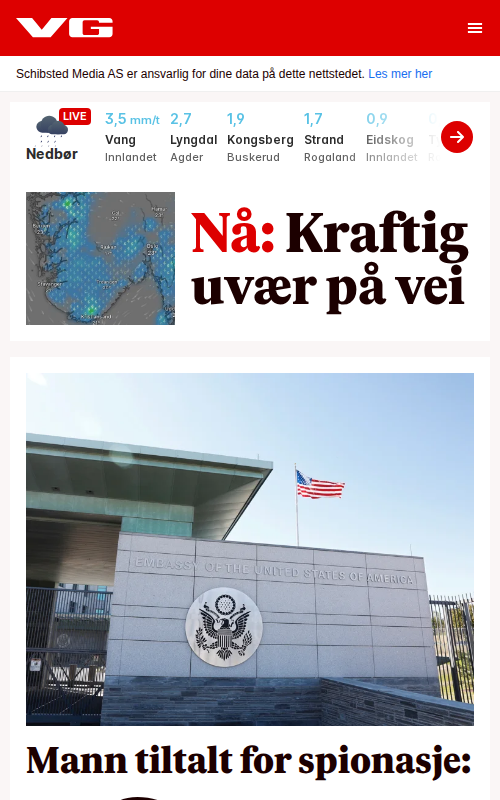 VG
Schibsted Media AS er ansvarlig for dine data på dette nettstedet. Les mer her
LIVE
Nedbør
3,5 mm/t
Vang
Innlandet
2,7
Lyngdal
Agder
1,9
Kongsberg
Buskerud
1,7
Strand
Rogaland
0,9
Eidskog
Innlandet
Nå: Kraftig
uvær på vei
EMBASSY OF THE UNITED STATES OF AMERICA
Mann tiltalt for spionasje: